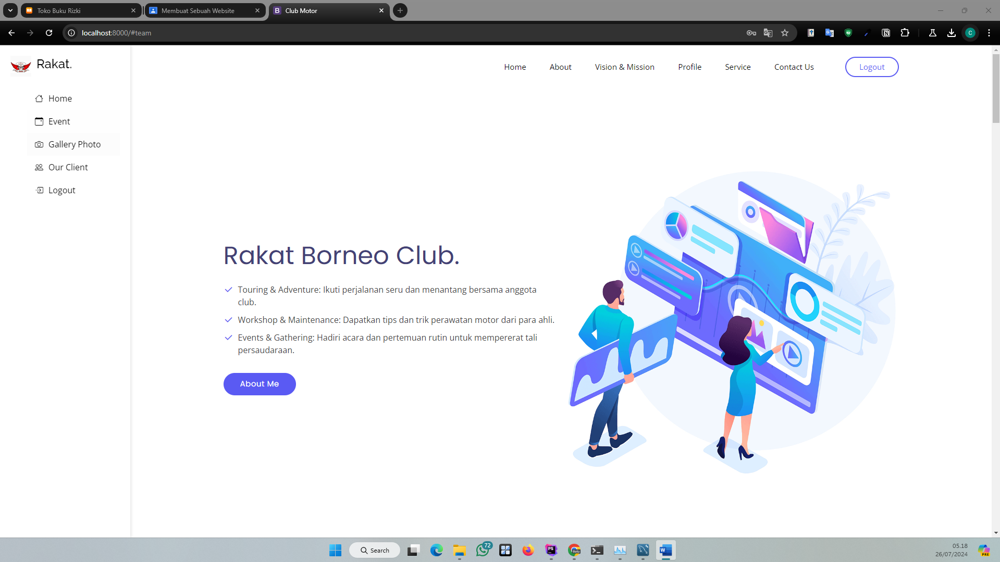 Toko Buku Rizki
Membuat Sebuah Website
Club Motor
localhost:8000/#team
Rakat.
Home
About
Vision & Mission
Profile
Service
Contact Us
Logout
Home
Event
Gallery Photo
Our Client
Logout
Rakat Borneo Club.
Touring & Adventure: Ikuti perjalanan seru dan menantang bersama anggota
club.
Workshop & Maintenance: Dapatkan tips dan trik perawatan motor dari para ahli.
Events & Gathering: Hadiri acara dan pertemuan rutin untuk mempererat tali
persaudaraan.
About Me
Search
72
05.18
26/07/2024